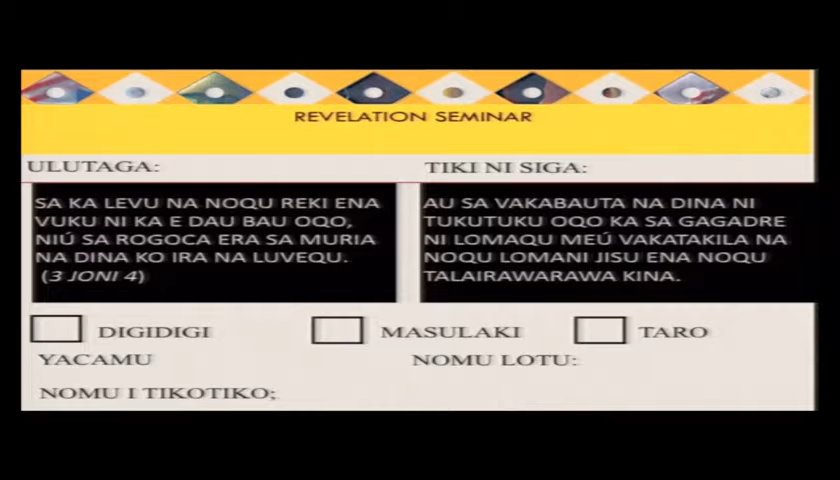 REVELATION SEMINAR
ULUTAGA:
TIKI NI SIGA:
SA KA LEVU NA NOQU REKI ENA
VUKU NI KA E DAU BAU OQO,
NIÚ SA ROGOCA ERA SA MURIA
NA DINA KO IRA NA LUVEQU.
(3 JONI 4)
AU SA VAKABAUTA NA DINA NI
TUKUTUKU OQO KA SA GAGADRE
NI LOMAQU MEÚ VAKATAKILA NA
NOQU LOMANI JISU ENA NOQU
TALAIRAWARAWA KINA.
DIGIDIGI
MASULAKI
TARO
YACAMU
NOMU LOTU:
NOMU I TIKOTIKO;